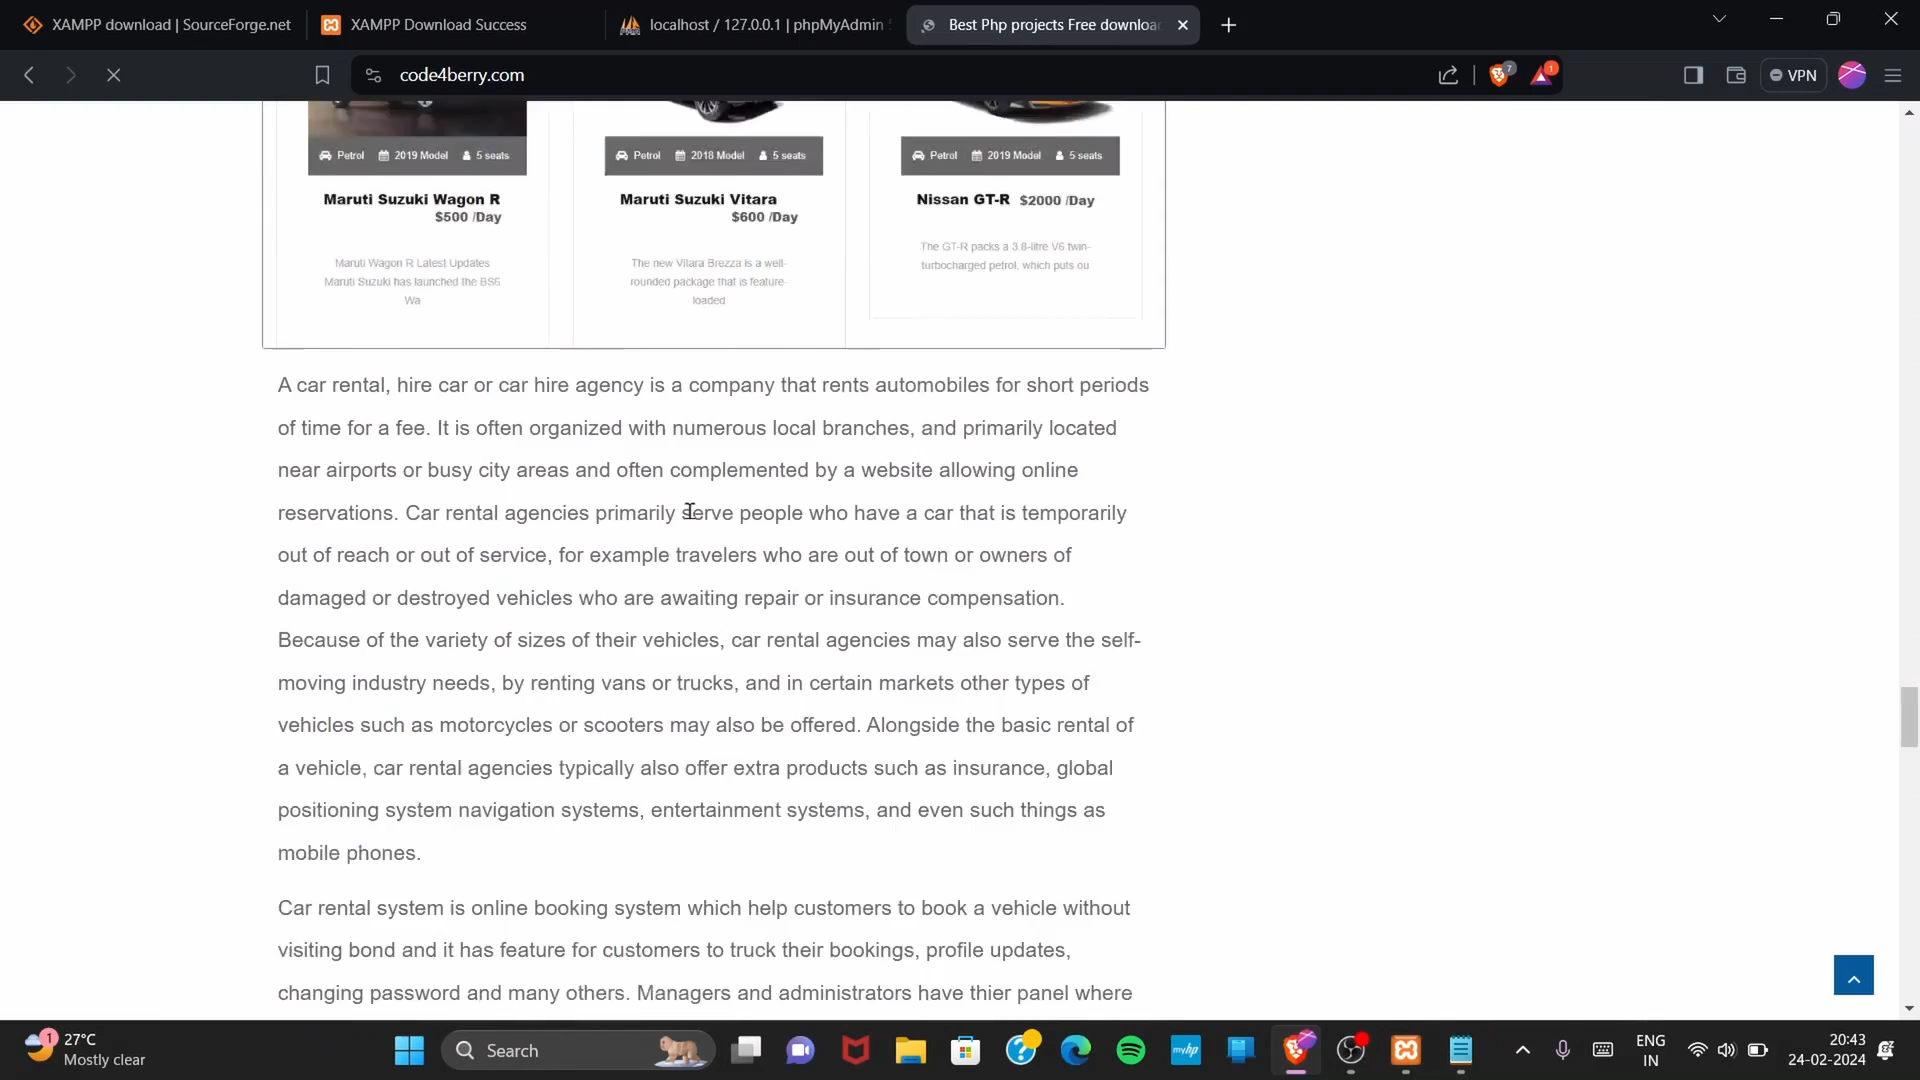 XAMPP download | SourceForge.net
XAMPP Download Success
localhost / 127.0.0.1 | phpMyAdmin
Best Php projects Free downloa
code4berry.com
7
1
VPN
Petrol 2019 Model 5 seats
Petrol 2018 Model 5 seats
Petrol 2019 Model 5 seats
Maruti Suzuki Wagon R
$500 /Day
Maruti Suzuki Vitara
$600 /Day
Nissan GT-R $2000 /Day
Maruti Wagon R Latest Updates
Maruti Suzuki has launched the BS6
Wa
The new Vitara Brezza is a well-
rounded package that is feature-
loaded
The GT-R packs a 3.8-litre V6 twin-
turbocharged petrol, which puts ou
A car rental, hire car or car hire agency is a company that rents automobiles for short periods
of time for a fee. It is often organized with numerous local branches, and primarily located
near airports or busy city areas and often complemented by a website allowing online
reservations. Car rental agencies primarily serve people who have a car that is temporarily
out of reach or out of service, for example travelers who are out of town or owners of
damaged or destroyed vehicles who are awaiting repair or insurance compensation.
Because of the variety of sizes of their vehicles, car rental agencies may also serve the self-
moving industry needs, by renting vans or trucks, and in certain markets other types of
vehicles such as motorcycles or scooters may also be offered. Alongside the basic rental of
a vehicle, car rental agencies typically also offer extra products such as insurance, global
positioning system navigation systems, entertainment systems, and even such things as
mobile phones.
Car rental system is online booking system which help customers to book a vehicle without
visiting bond and it has feature for customers to truck their bookings, profile updates,
changing password and many others. Managers and administrators have thier panel where
1
27°C
Mostly clear
Search
myhp
ENG
IN
20:43
24-02-2024